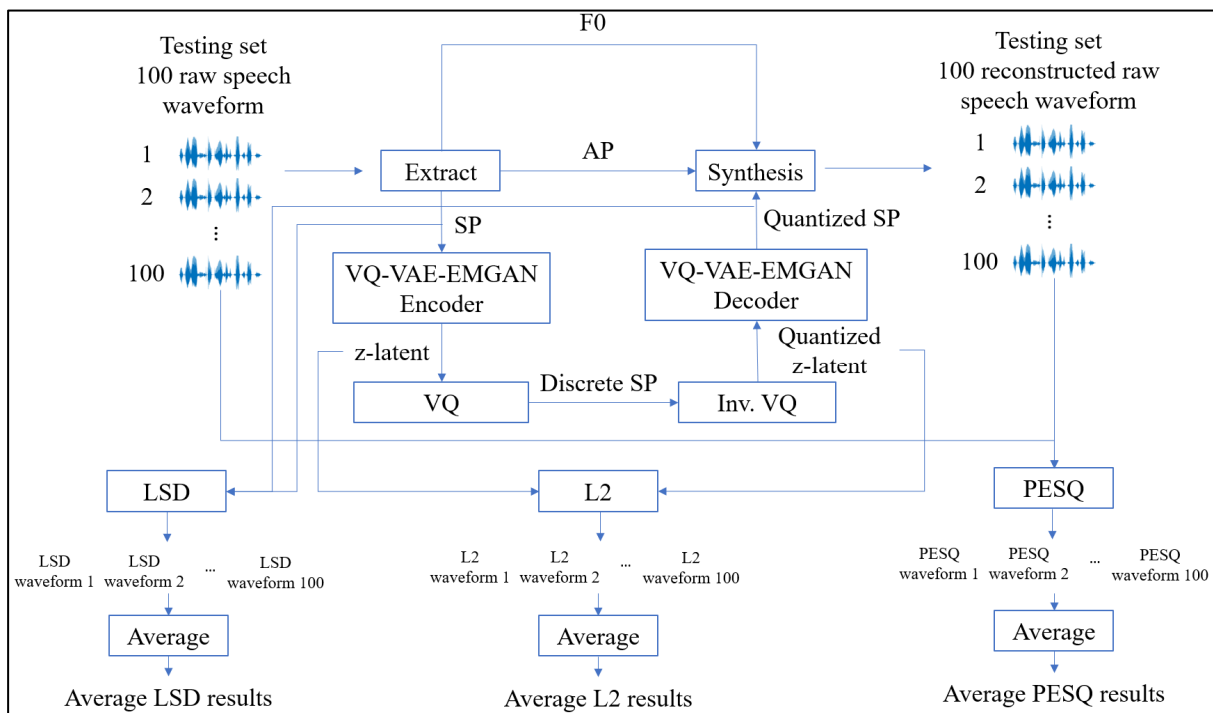 F0
Testing set
100 raw speech
waveform
1
2
⋮
100
Extract
AP
Synthesis
Testing set
100 reconstructed raw
speech waveform
1
2
⋮
100
SP
Quantized SP
VQ-VAE-EMGAN
Encoder
VQ-VAE-EMGAN
Decoder
z-latent
Quantized
z-latent
VQ
Discrete SP
Inv. VQ
LSD
L2
PESQ
LSD
waveform 1
LSD
waveform 2
...
LSD
waveform 100
L2
waveform 1
L2
waveform 2
...
L2
waveform 100
PESQ
waveform 1
PESQ
waveform 2
...
PESQ
waveform 100
Average
Average
Average
Average LSD results
Average L2 results
Average PESQ results